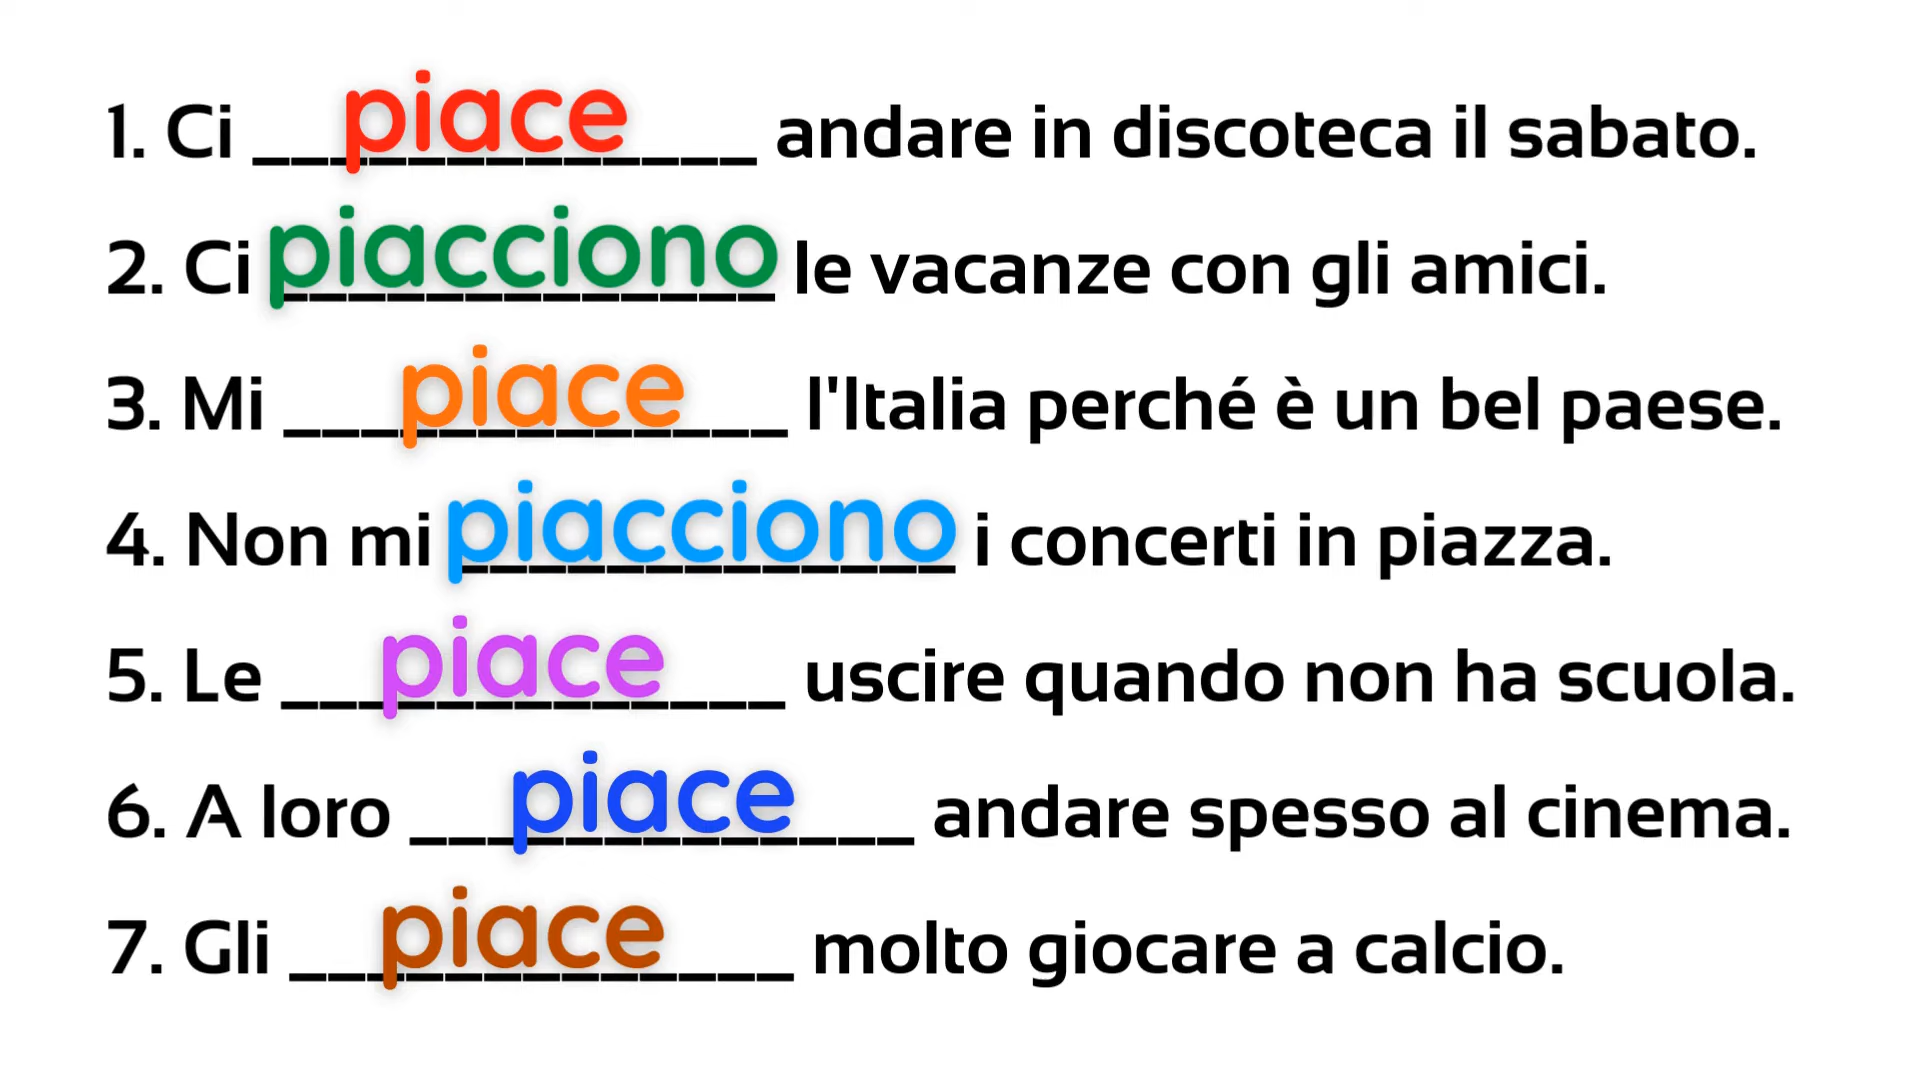 1. Ci piace andare in discoteca il sabato.
2. Ci piacciono le vacanze con gli amici.
3. Mi piace l'Italia perché è un bel paese.
4. Non mi piacciono i concerti in piazza.
5. Le piace uscire quando non ha scuola.
6. A loro piace andare spesso al cinema.
7. Gli piace molto giocare a calcio.